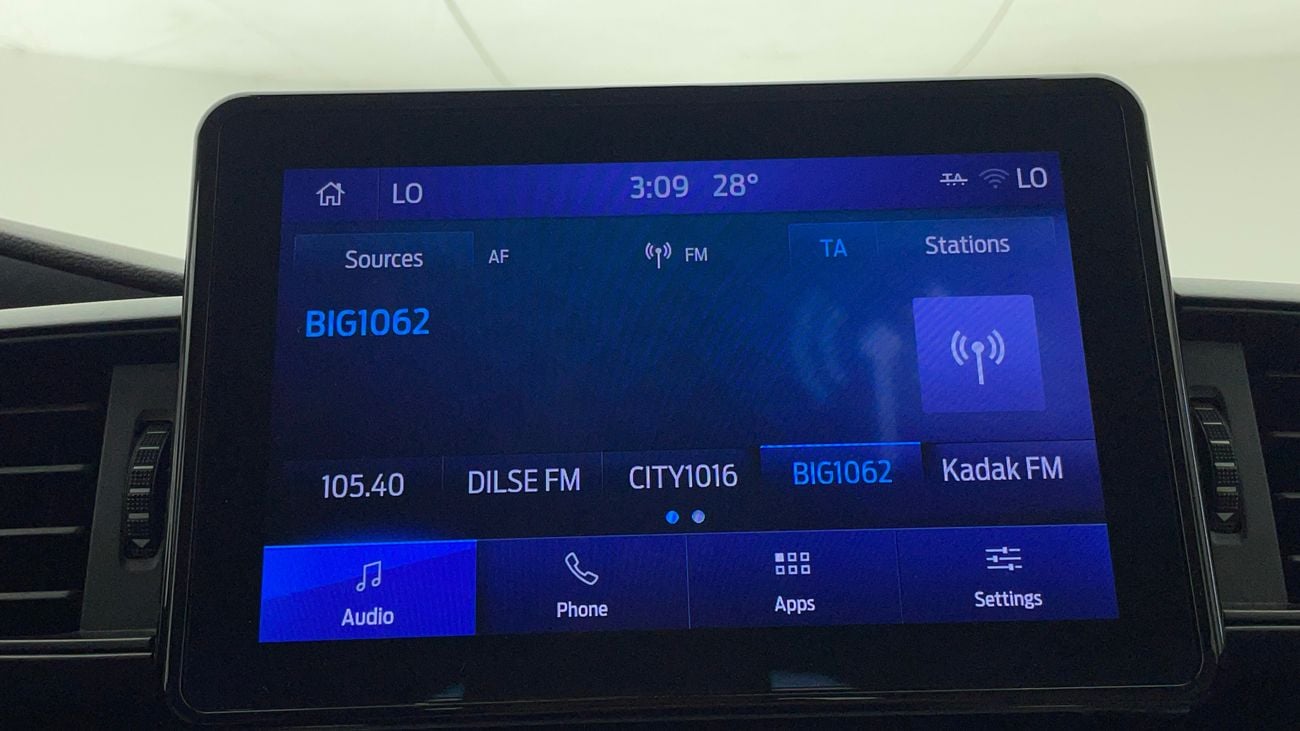 LO 3:09 28° TA LO
Sources AF FM TA Stations
BIG1062
105.40 DILSE FM CITY1016 BIG1062 Kadak FM
Audio Phone Apps Settings